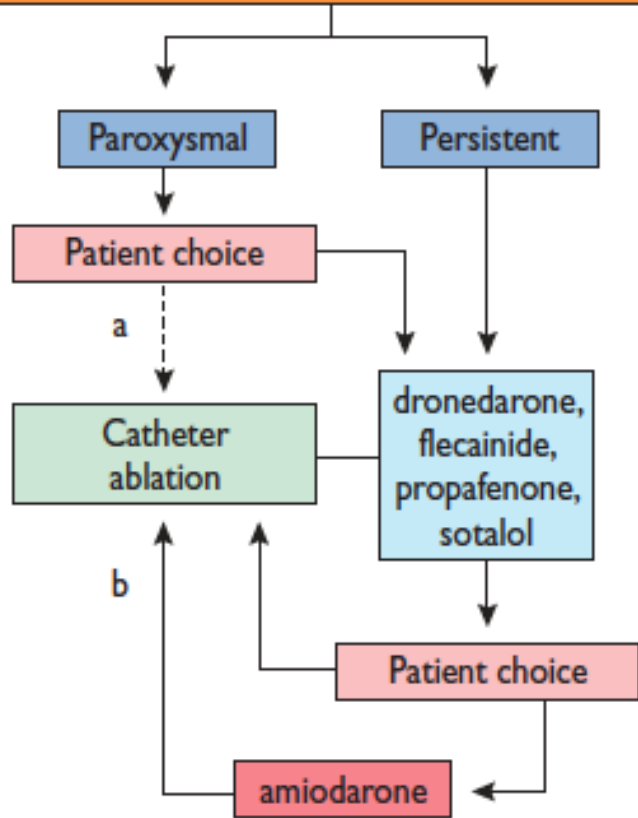 Paroxysmal
Persistent
Patient choice
a
Catheter
ablation
dronedarone,
flecainide,
propafenone,
sotalol
b
Patient choice
amiodarone